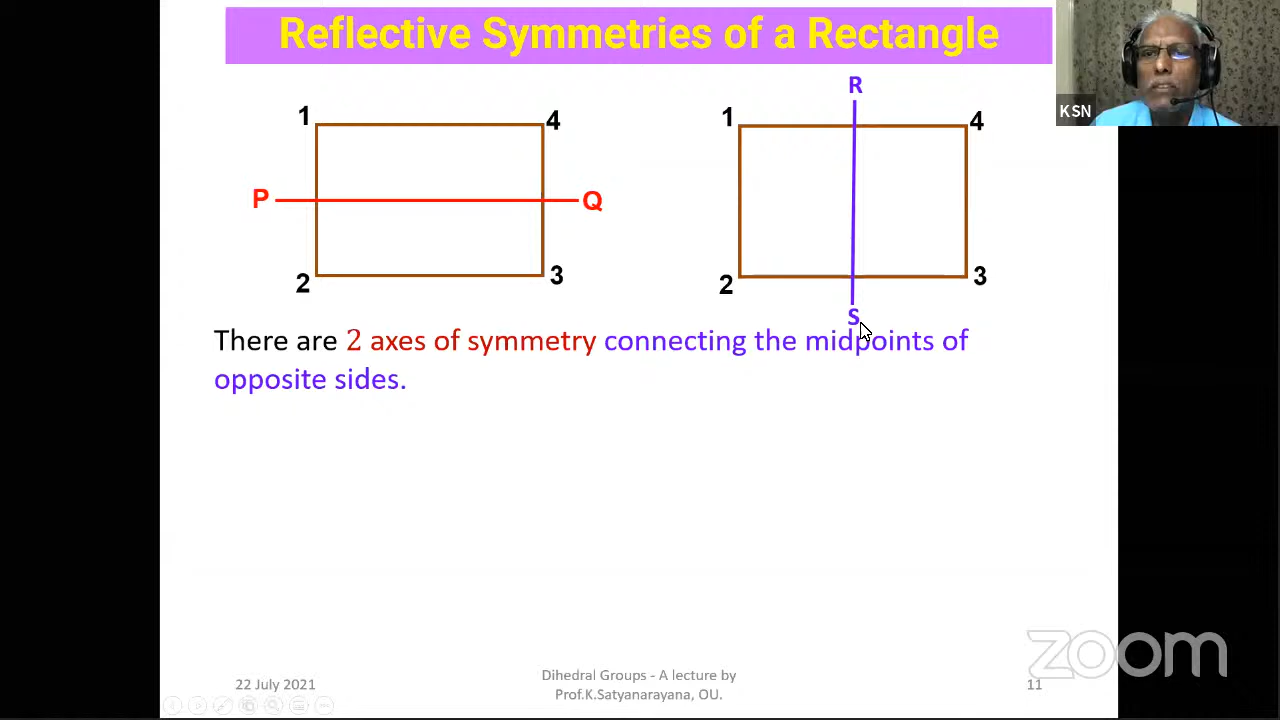 Reflective Symmetries of a Rectangle
KSN
1
4
P
Q
2
3
R
1
4
2
3
S
There are 2 axes of symmetry connecting the midpoints of
opposite sides.
22 July 2021
Dihedral Groups - A lecture by
Prof.K.Satyanarayana, OU.
11
zoom